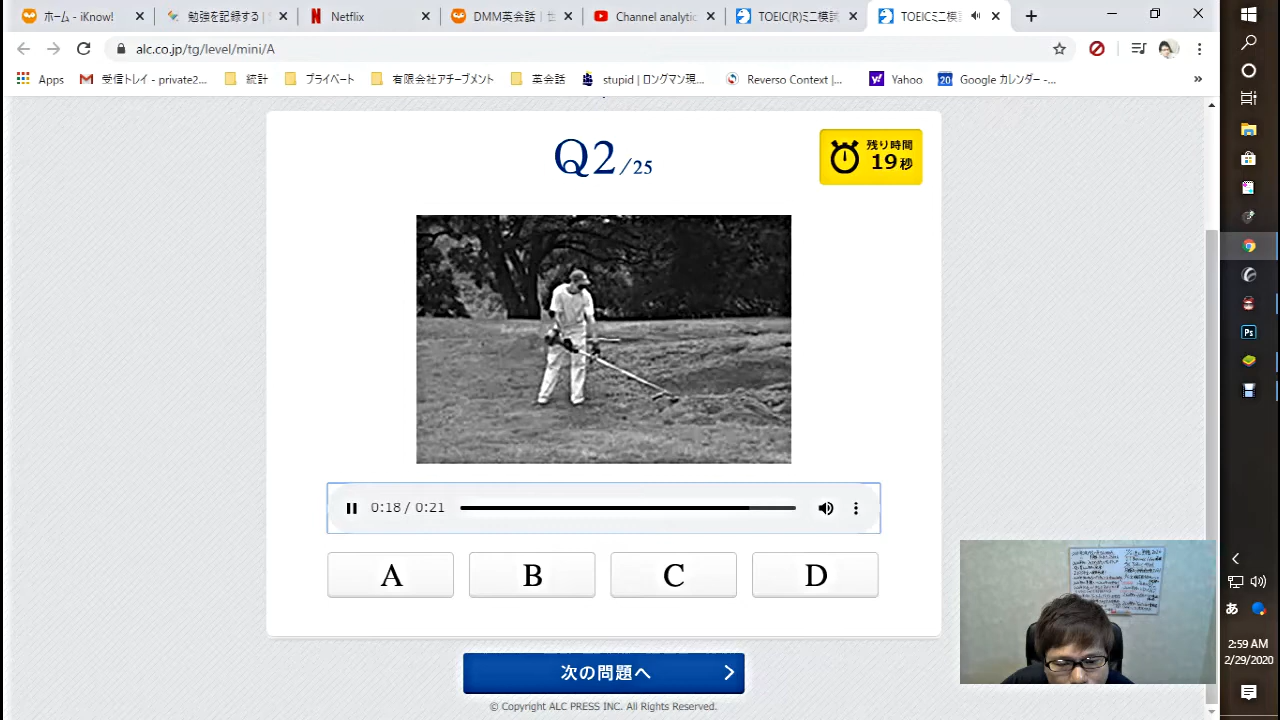 ホーム - iKnow!
実績を記録する | 
Netflix
DMM英会話 | 
Channel analytic
TOEIC(R)ミニ模試
TOEICミニ模
alc.co.jp/tg/level/mini/A
Apps
受信トレイ - private2...
統計
プライベート
有限会社アチーブメント
英会話
stupid | ロングマン現...
Reverso Context |...
Yahoo
20
Google カレンダー -...
»
Q2/25
残り時間
19秒
0:18 / 0:21
A
B
C
D
次の問題へ
© Copyright ALC PRESS INC. All Rights Reserved.
Ps
あ
2:59 AM
2/29/2020